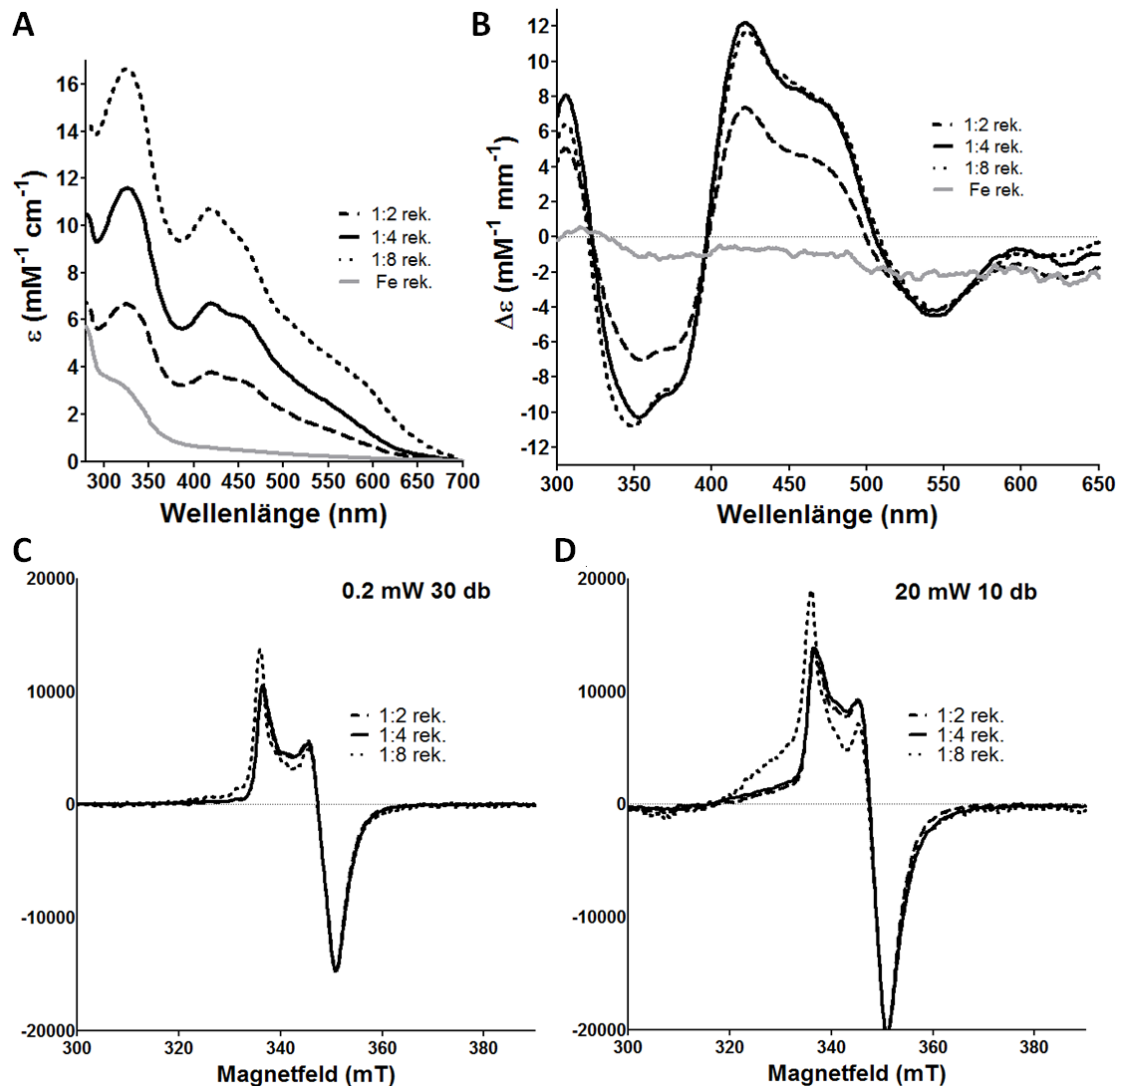 A
ε (mM-1 cm-1)
16
14
12
10
8
6
4
2
0
300 350 400 450 500 550 600 650 700
Wellenlänge (nm)
1:2 rek.
1:4 rek.
1:8 rek.
Fe rek.
B
Δε (mM-1 mm-1)
12
10
8
6
4
2
0
-2
-4
-6
-8
-10
-12
300 350 400 450 500 550 600 650
Wellenlänge (nm)
1:2 rek.
1:4 rek.
1:8 rek.
Fe rek.
C
20000
10000
0
-10000
-20000
300 320 340 360 380
Magnetfeld (mT)
0.2 mW 30 db
1:2 rek.
1:4 rek.
1:8 rek.
D
20000
10000
0
-10000
-20000
300 320 340 360 380
Magnetfeld (mT)
20 mW 10 db
1:2 rek.
1:4 rek.
1:8 rek.